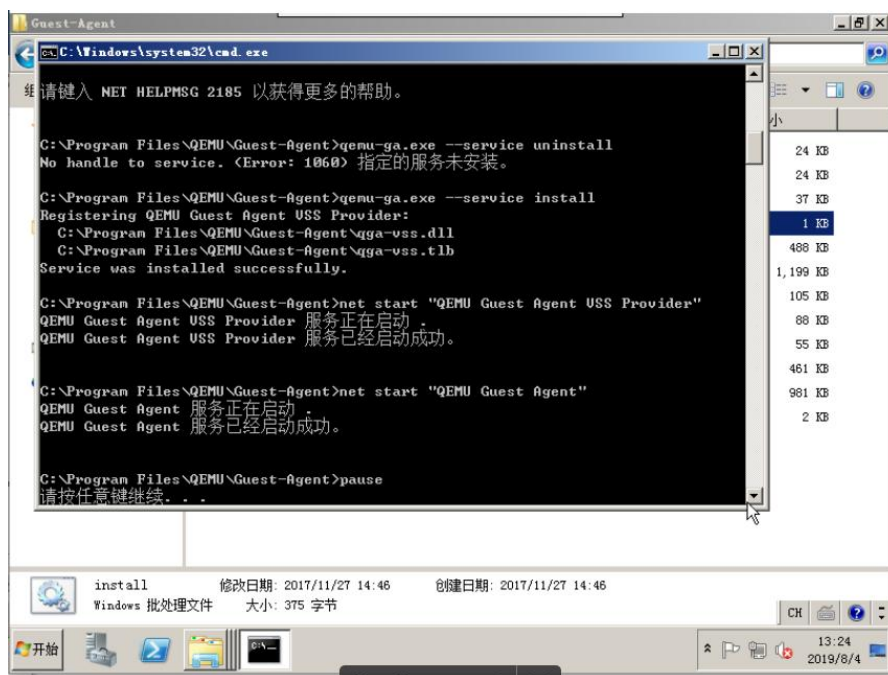 Guest-Agent
C:\Windows\system32\cmd.exe
请键入 NET HELPMSG 2185 以获得更多的帮助。
C:\Program Files\QEMU\Guest-Agent>qemu-ga.exe --service uninstall
No handle to service. (Error: 1060) 指定的服务未安装。
C:\Program Files\QEMU\Guest-Agent>qemu-ga.exe --service install
Registering QEMU Guest Agent VSS Provider:
C:\Program Files\QEMU\Guest-Agent\qga-vss.dll
C:\Program Files\QEMU\Guest-Agent\qga-vss.tlb
Service was installed successfully.
C:\Program Files\QEMU\Guest-Agent>net start "QEMU Guest Agent VSS Provider"
QEMU Guest Agent VSS Provider 服务正在启动 .
QEMU Guest Agent VSS Provider 服务已经启动成功。
C:\Program Files\QEMU\Guest-Agent>net start "QEMU Guest Agent"
QEMU Guest Agent 服务正在启动 .
QEMU Guest Agent 服务已经启动成功。
C:\Program Files\QEMU\Guest-Agent>pause
请按任意键继续. . .
24 KB
24 KB
37 KB
1 KB
488 KB
1,199 KB
105 KB
88 KB
55 KB
461 KB
981 KB
2 KB
install 修改日期: 2017/11/27 14:46 创建日期: 2017/11/27 14:46
Windows 批处理文件 大小: 375 字节
CH
开始
C:\_
13:24
2019/8/4